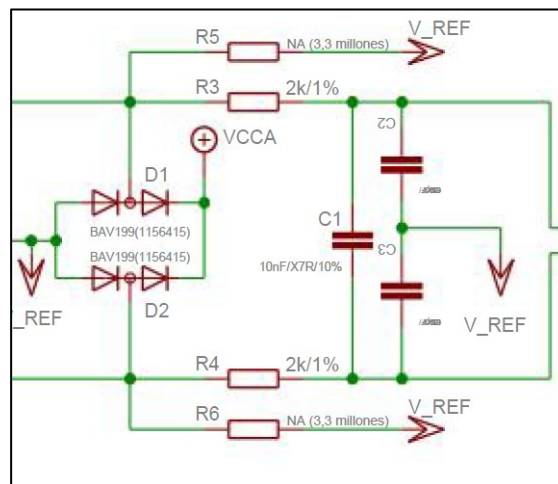 R5
NA (3,3 millones)
V_REF
R3
2k/1%
VCCA
C2
D1
BAV199(1156415)
C1
10nF/X7R/10%
BAV199(1156415)
C3
D2
_REF
V_REF
R4
2k/1%
R6
NA (3,3 millones)
V_REF